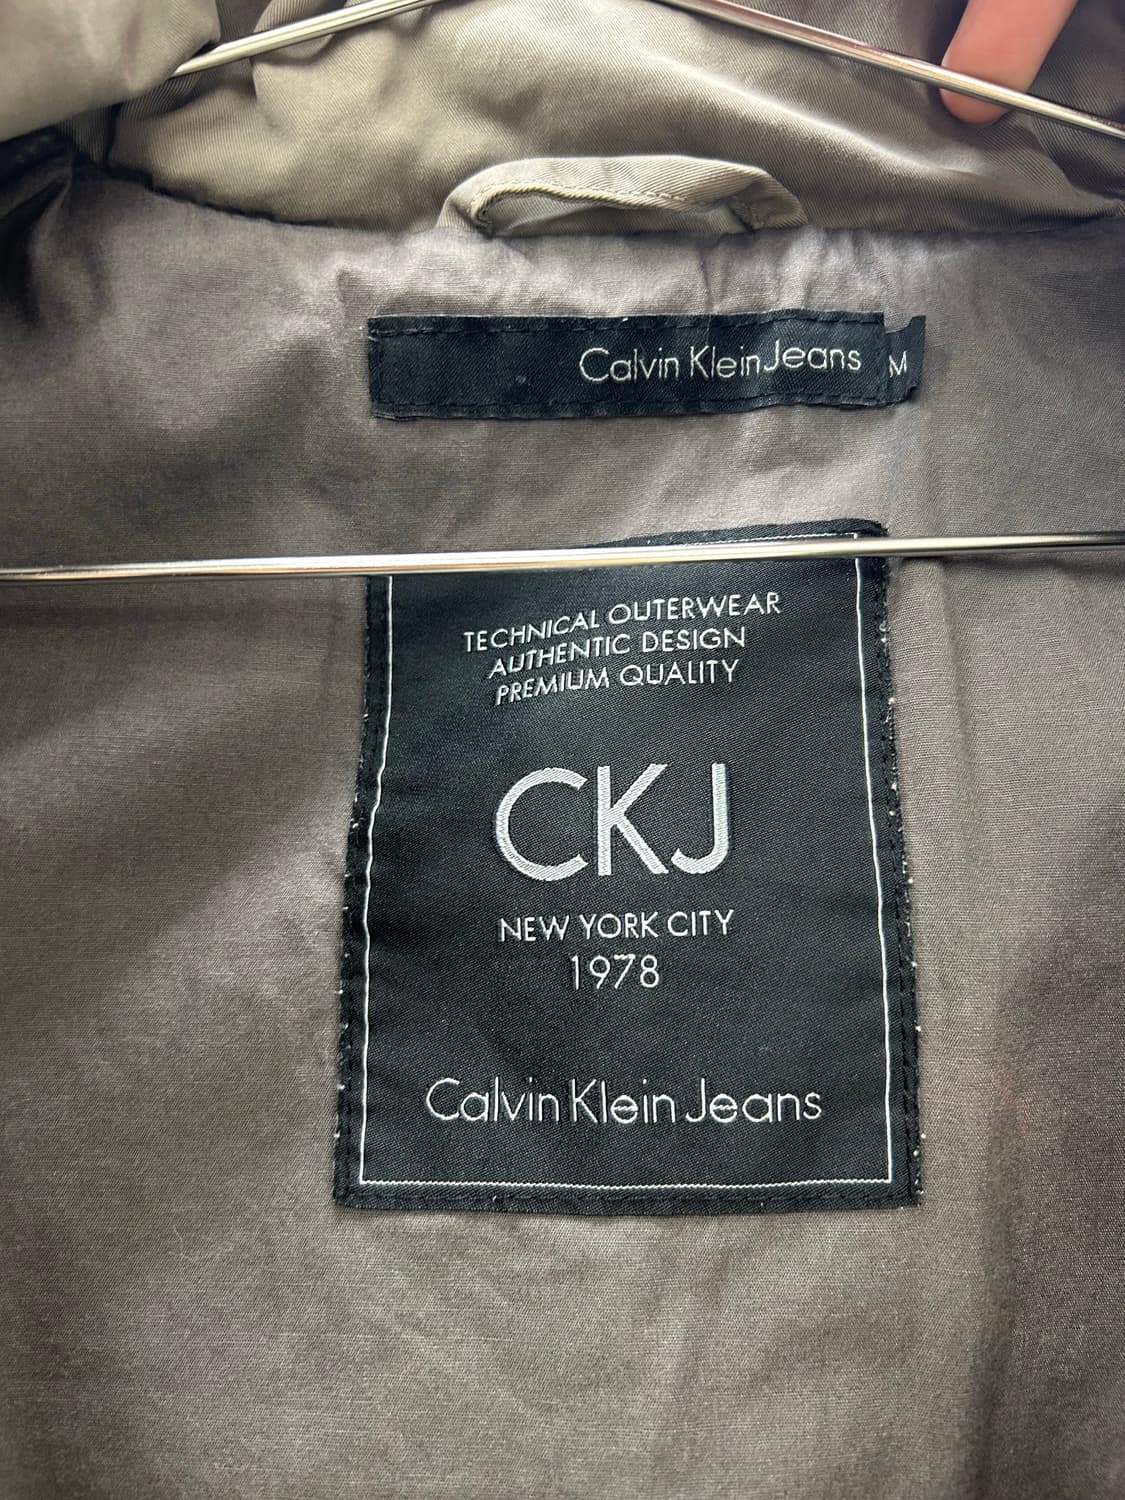 Calvin Klein Jeans
M
TECHNICAL OUTERWEAR
AUTHENTIC DESIGN
PREMIUM QUALITY
CKJ
NEW YORK CITY
1978
Calvin Klein Jeans